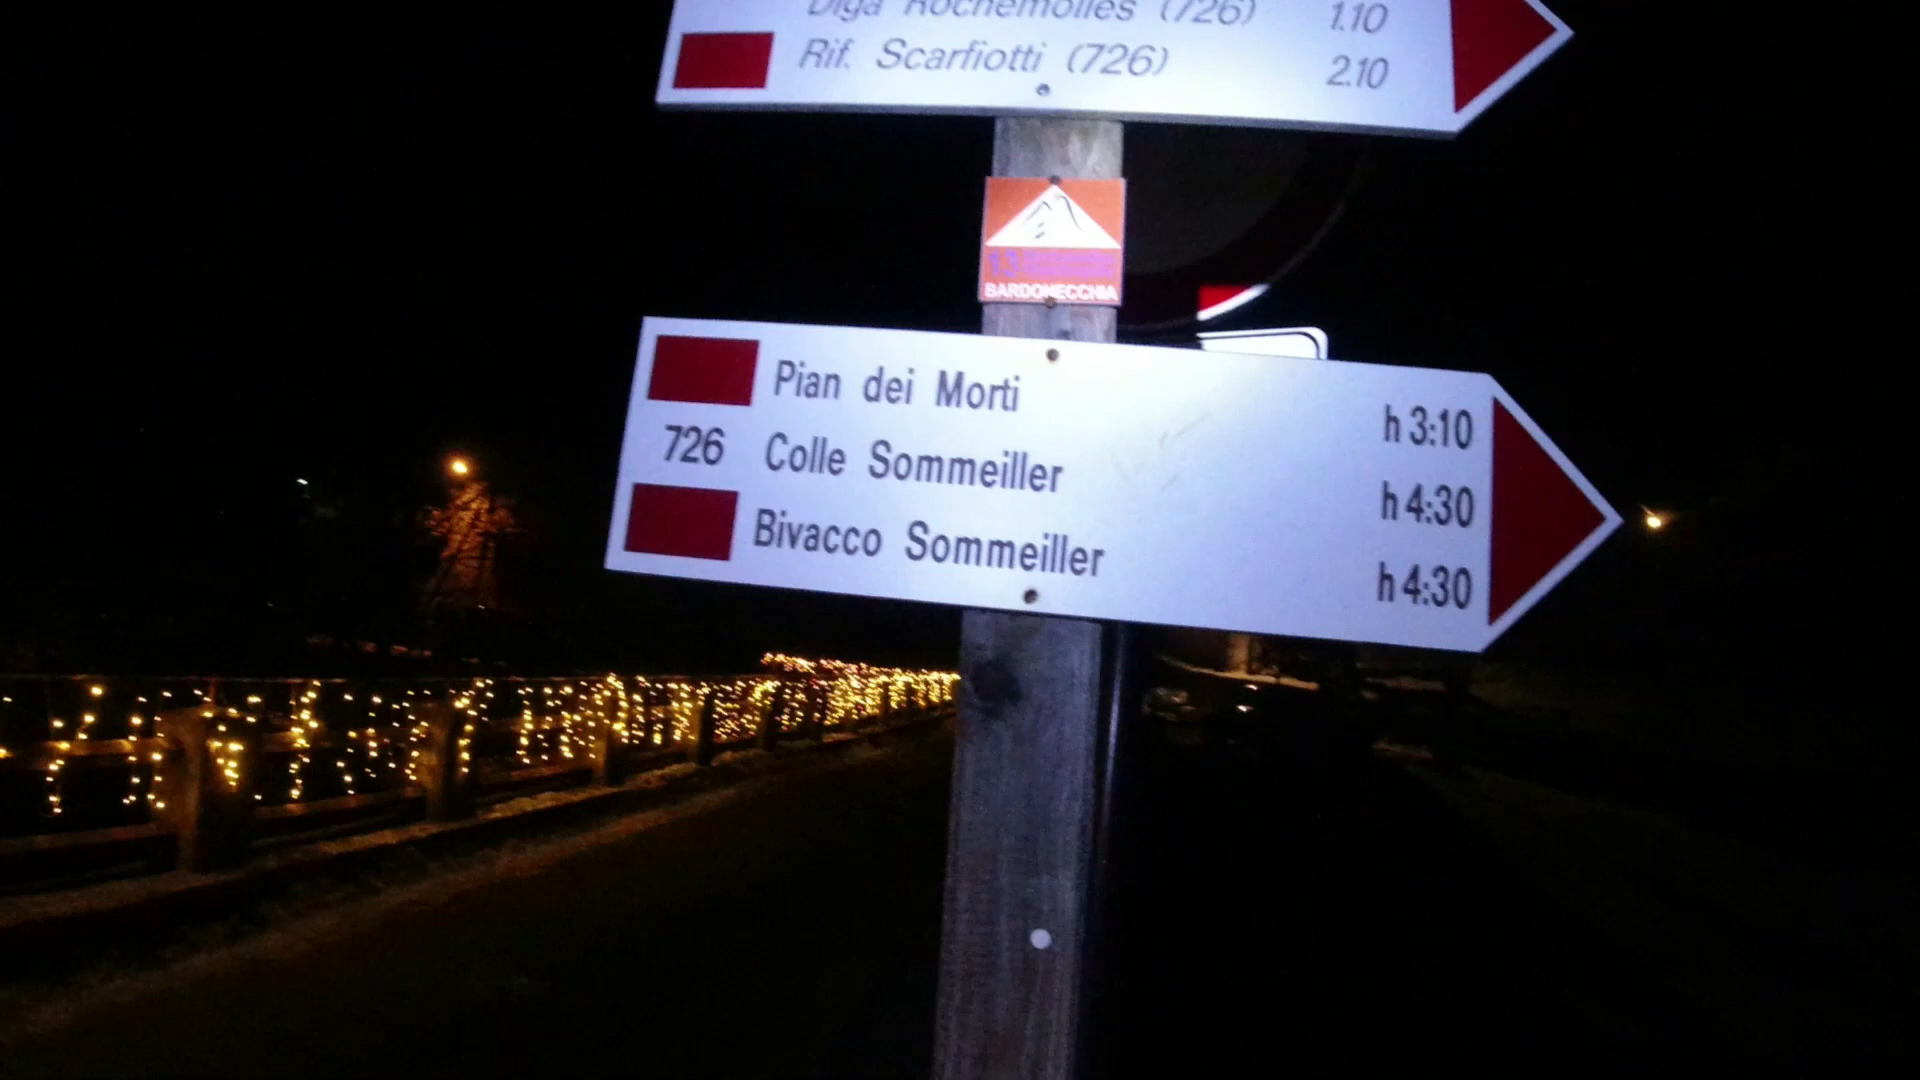 Diga Rochemolles (726) 1.10
Rif. Scarfiotti (726) 2.10
13
BARDONECCHIA
Pian dei Morti h 3:10
726 Colle Sommeiller h 4:30
Bivacco Sommeiller h 4:30